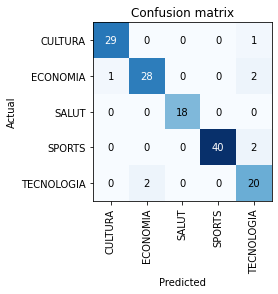 Confusion matrix
CULTURA 29 0 0 0 1
ECONOMIA 1 28 0 0 2
SALUT 0 0 18 0 0
SPORTS 0 0 0 40 2
TECNOLOGIA 0 2 0 0 20
Actual
CULTURA
ECONOMIA
SALUT
SPORTS
TECNOLOGIA
Predicted